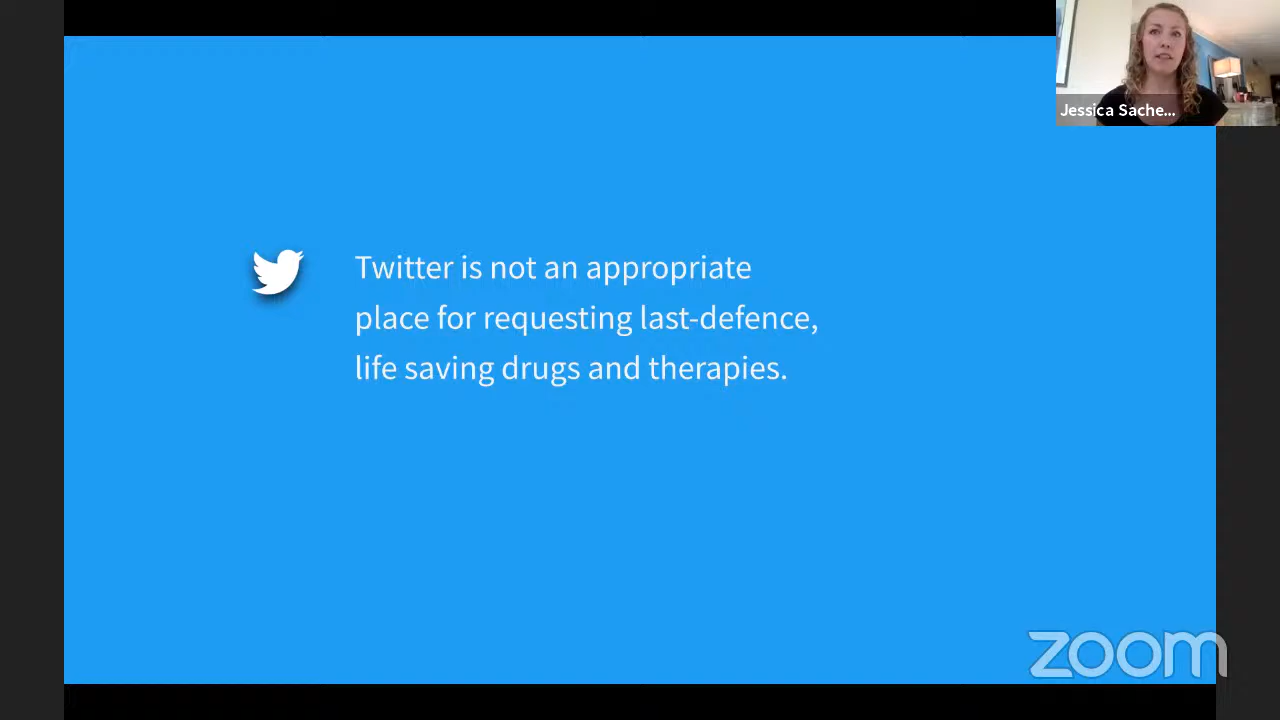 Jessica Sache...
Twitter is not an appropriate
place for requesting last-defence,
life saving drugs and therapies.
zoom